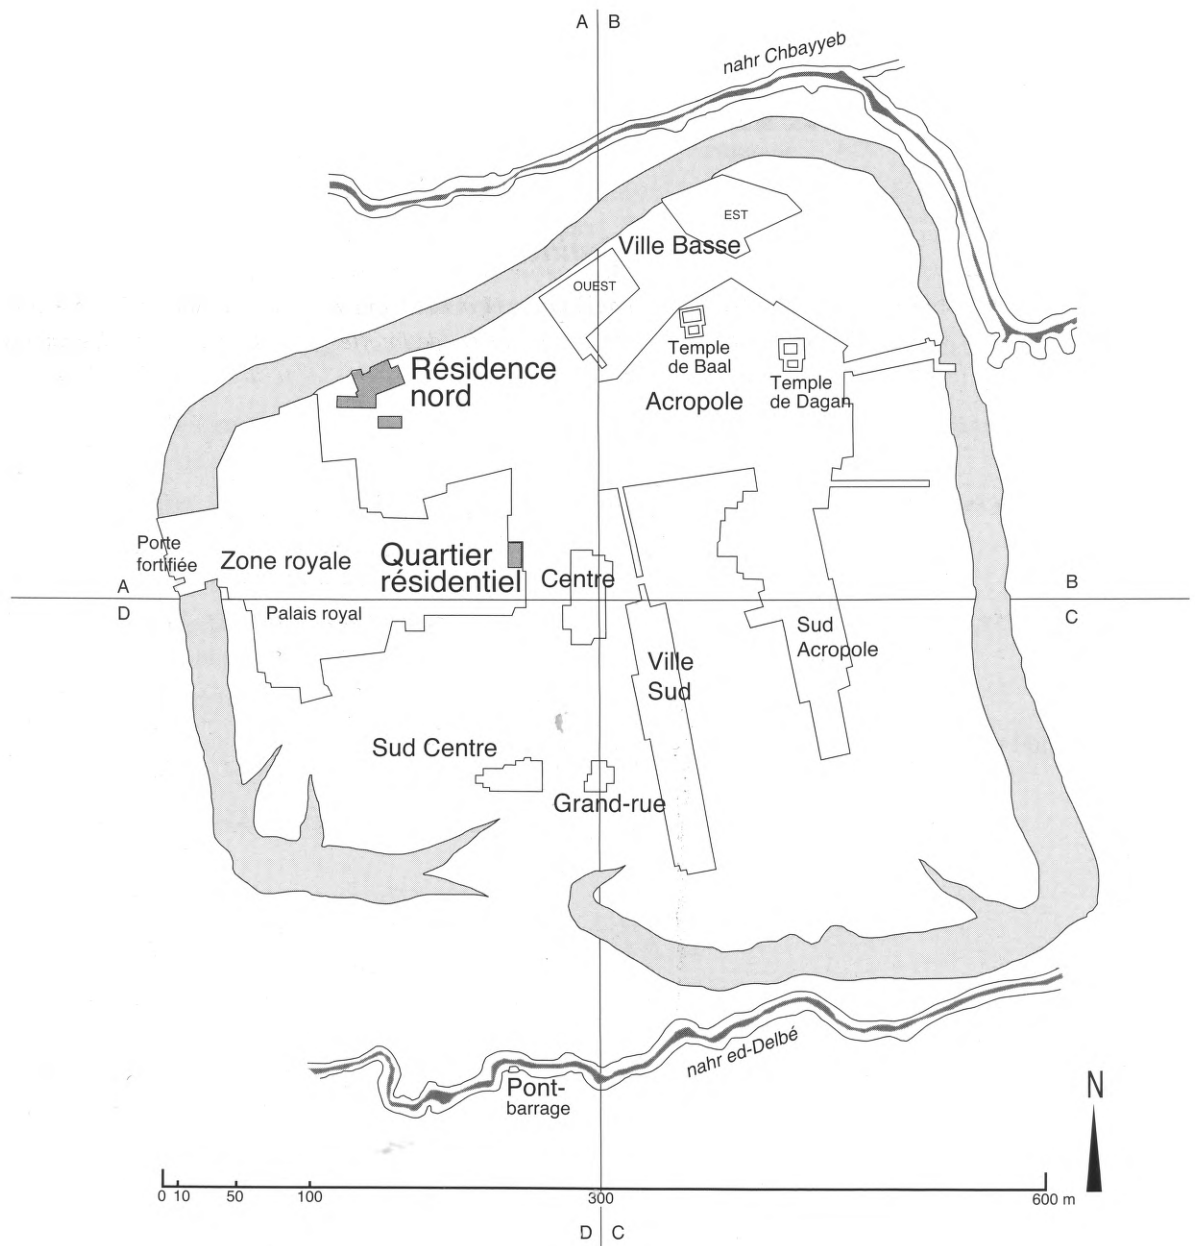 A B
nahr Chbayyeb
EST
Ville Basse
OUEST
Temple
de Baal
Temple
de Dagan
Résidence
nord
Acropole
Porte
fortifiée
Zone royale
Quartier
résidentiel
Centre
A
B
D
C
Palais royal
Sud
Acropole
Ville
Sud
Sud Centre
Grand-rue
nahr ed-Delbé
Pont-
barrage
N
0 10 50 100 300 600 m
D C